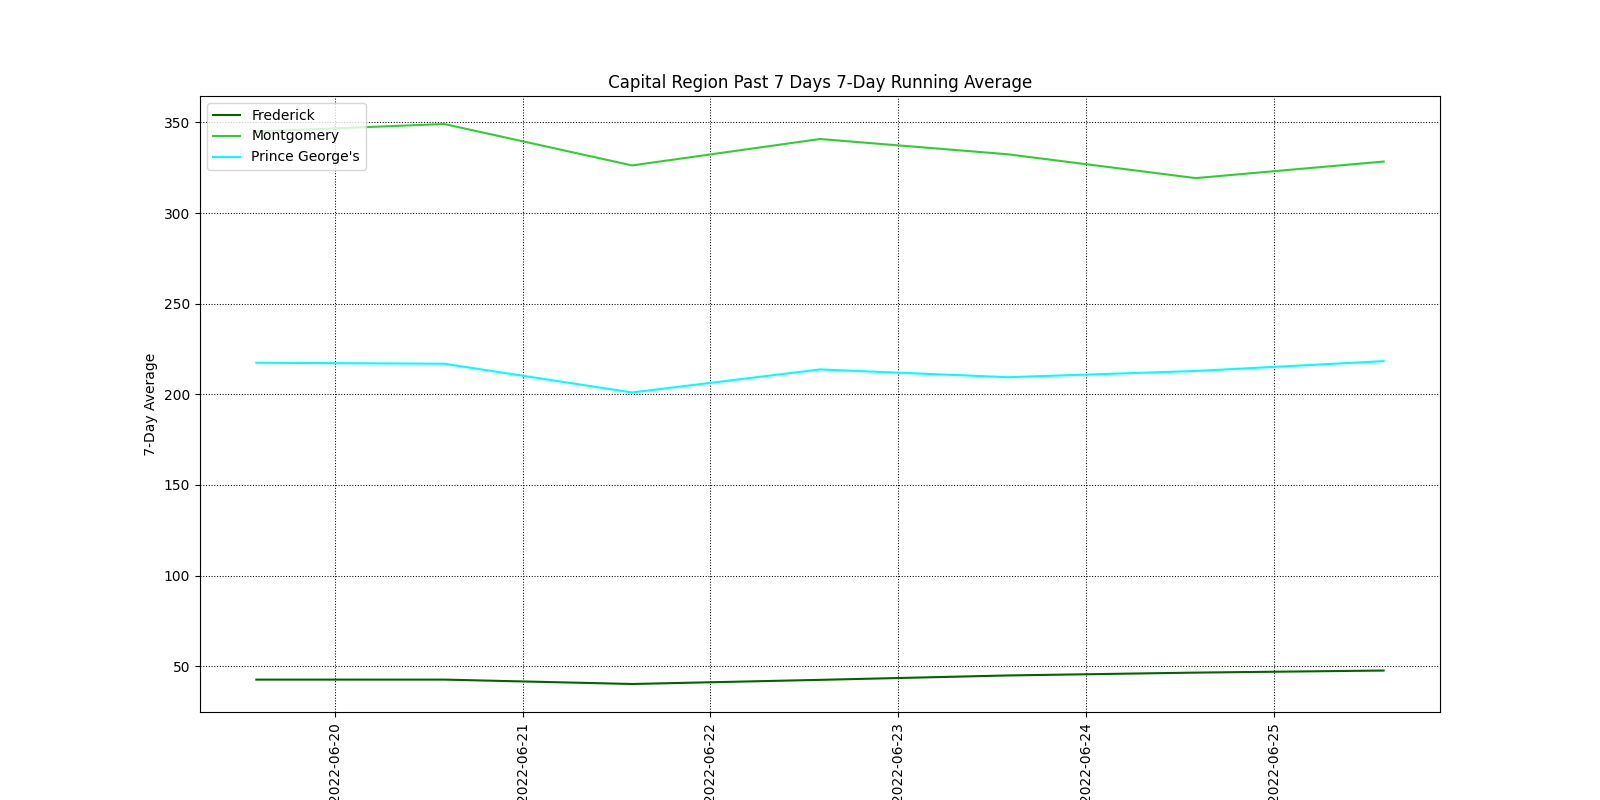 Capital Region Past 7 Days 7-Day Running Average
Frederick
Montgomery
Prince George's
7-Day Average
350
300
250
200
150
100
50
2022-06-20
2022-06-21
2022-06-22
2022-06-23
2022-06-24
2022-06-25